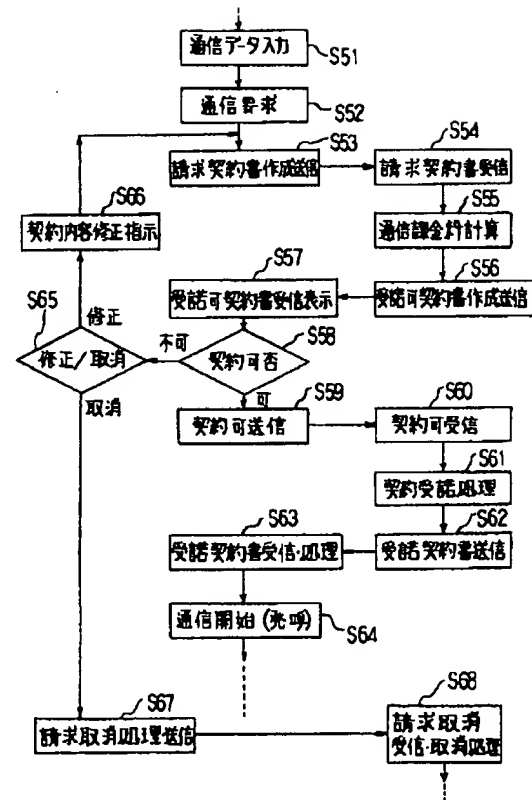 通信データ入力
S51
通信要求
S52
S53
請求契約書作成送信
S54
請求契約書受信
S55
通信課金料計算
S56
受諾可契約書作成送信
S57
受諾可契約書受信表示
S58
契約可否
不可
可
S59
契約可送信
S60
契約可受信
S61
契約受諾処理
S62
受諾契約書送信
S63
受諾契約書受信・処理
通信開始(発呼)
S64
S65
修正/取消
修正
取消
S66
契約内容修正指示
S67
請求取消処理送信
S68
請求取消
受信・取消処理